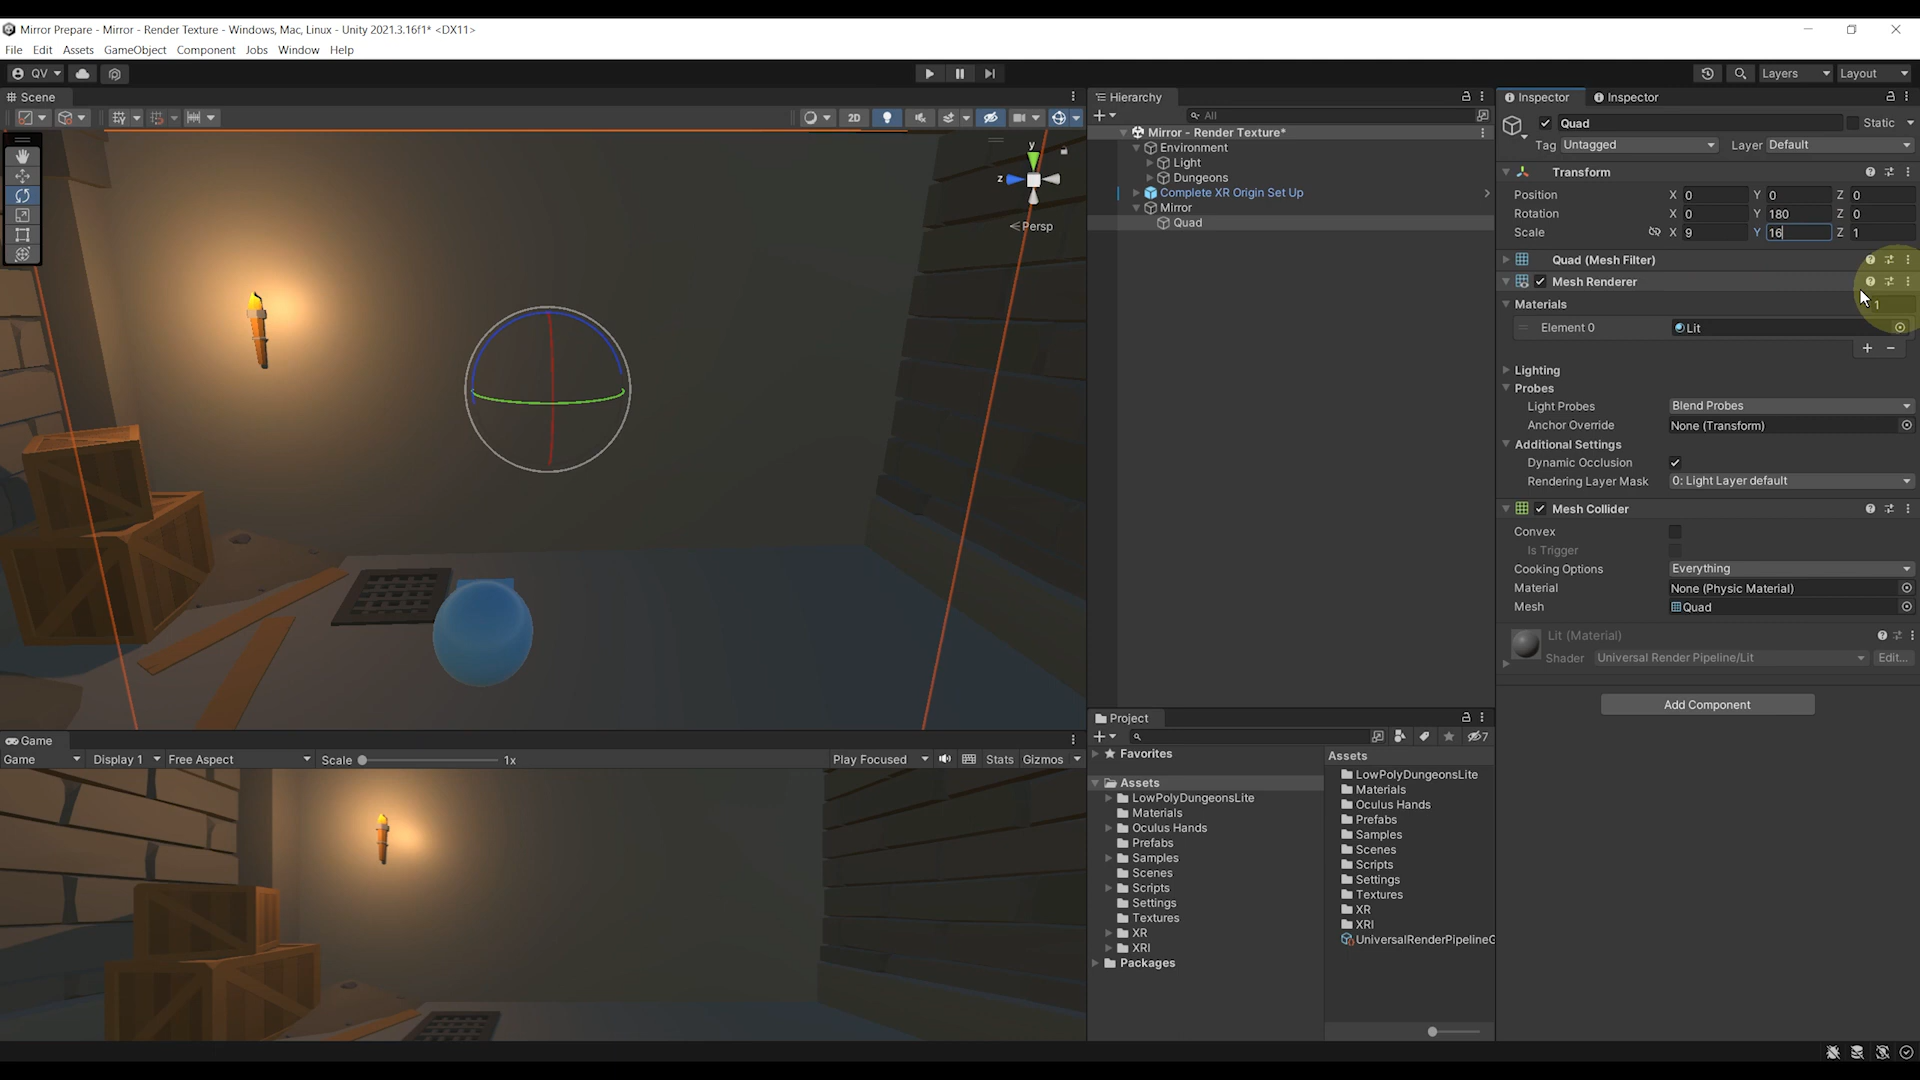 Mirror Prepare - Mirror - Render Texture - Windows, Mac, Linux - Unity 2021.3.16f1* <DX11>
File Edit Assets GameObject Component Jobs Window Help
QV Layers Layout
Scene
2D
y
z
Persp
Hierarchy
All
Mirror - Render Texture*
Environment
Light
Dungeons
Complete XR Origin Set Up
Mirror
Quad
Inspector Inspector
Quad Static
Tag Untagged Layer Default
Transform
Position X 0 Y 0 Z 0
Rotation X 0 Y 180 Z 0
Scale X 9 Y 16 Z 1
Quad (Mesh Filter)
Mesh Renderer
Materials 1
Element 0 Lit
Lighting
Probes
Light Probes Blend Probes
Anchor Override None (Transform)
Additional Settings
Dynamic Occlusion
Rendering Layer Mask 0: Light Layer default
Mesh Collider
Convex
Is Trigger
Cooking Options Everything
Material None (Physic Material)
Mesh Quad
Lit (Material)
Shader Universal Render Pipeline/Lit Edit...
Add Component
Game
Game Display 1 Free Aspect Scale 1x Play Focused Stats Gizmos
Project
7
Favorites
Assets
LowPolyDungeonsLite
Materials
Oculus Hands
Prefabs
Samples
Scenes
Scripts
Settings
Textures
XR
XRI
Packages
Assets
LowPolyDungeonsLite
Materials
Oculus Hands
Prefabs
Samples
Scenes
Scripts
Settings
Textures
XR
XRI
UniversalRenderPipelineG